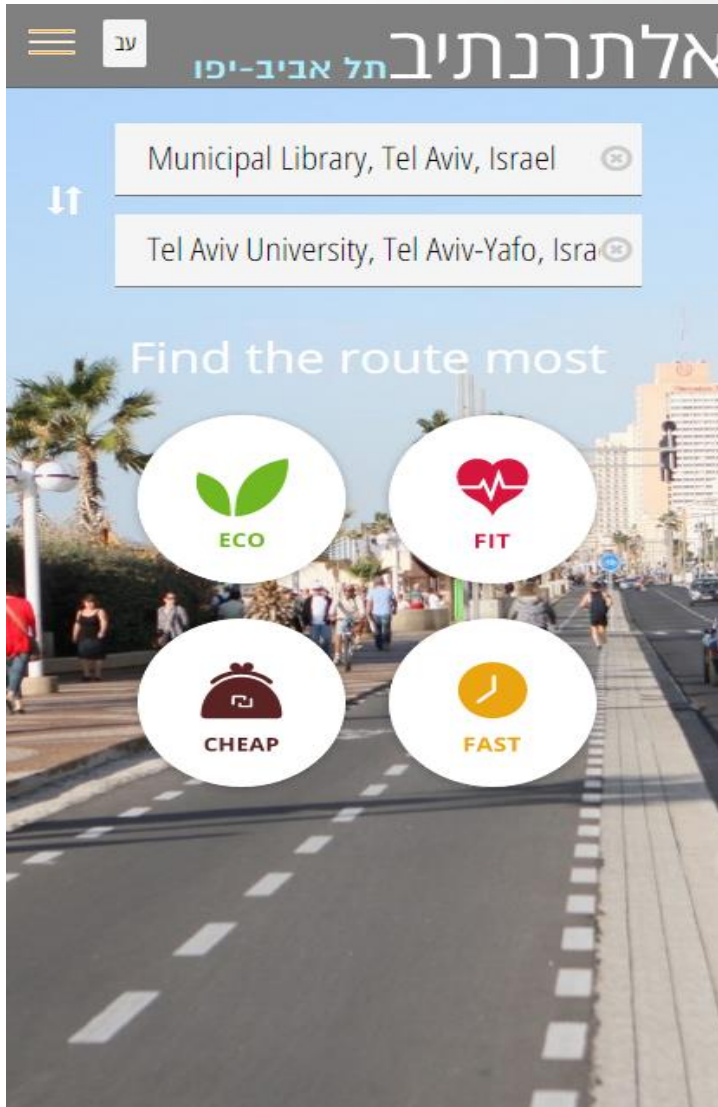 עב
אלתרנתיב תל אביב-יפו
Municipal Library, Tel Aviv, Israel
Tel Aviv University, Tel Aviv-Yafo, Isra
Find the route most
ECO
FIT
CHEAP
FAST